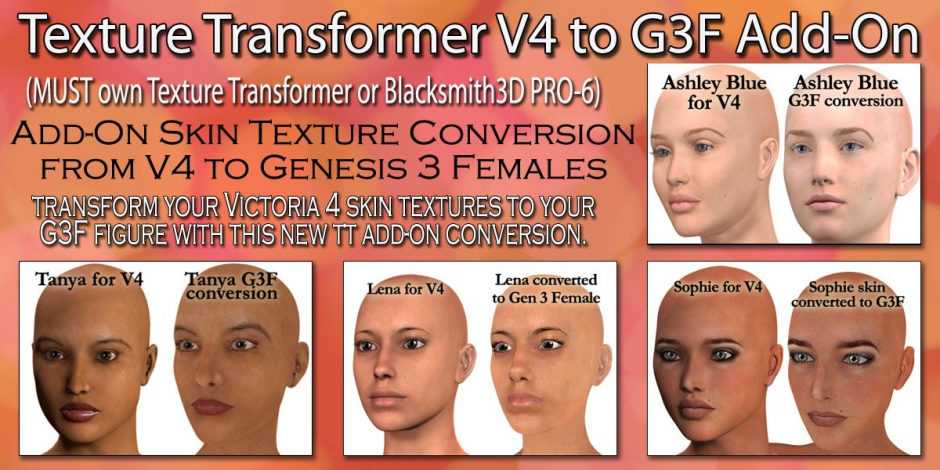 Texture Transformer V4 to G3F Add-On
(MUST own Texture Transformer or Blacksmith3D PRO-6)
Add-On Skin Texture Conversion
from V4 to Genesis 3 Females
transform your Victoria 4 skin textures to your
G3F figure with this new tt add-on conversion.
Ashley Blue
for V4
Ashley Blue
G3F conversion
Tanya for V4
Tanya G3F
conversion
Lena for V4
Lena converted
to Gen 3 Female
Sophie for V4
Sophie skin
converted to G3F